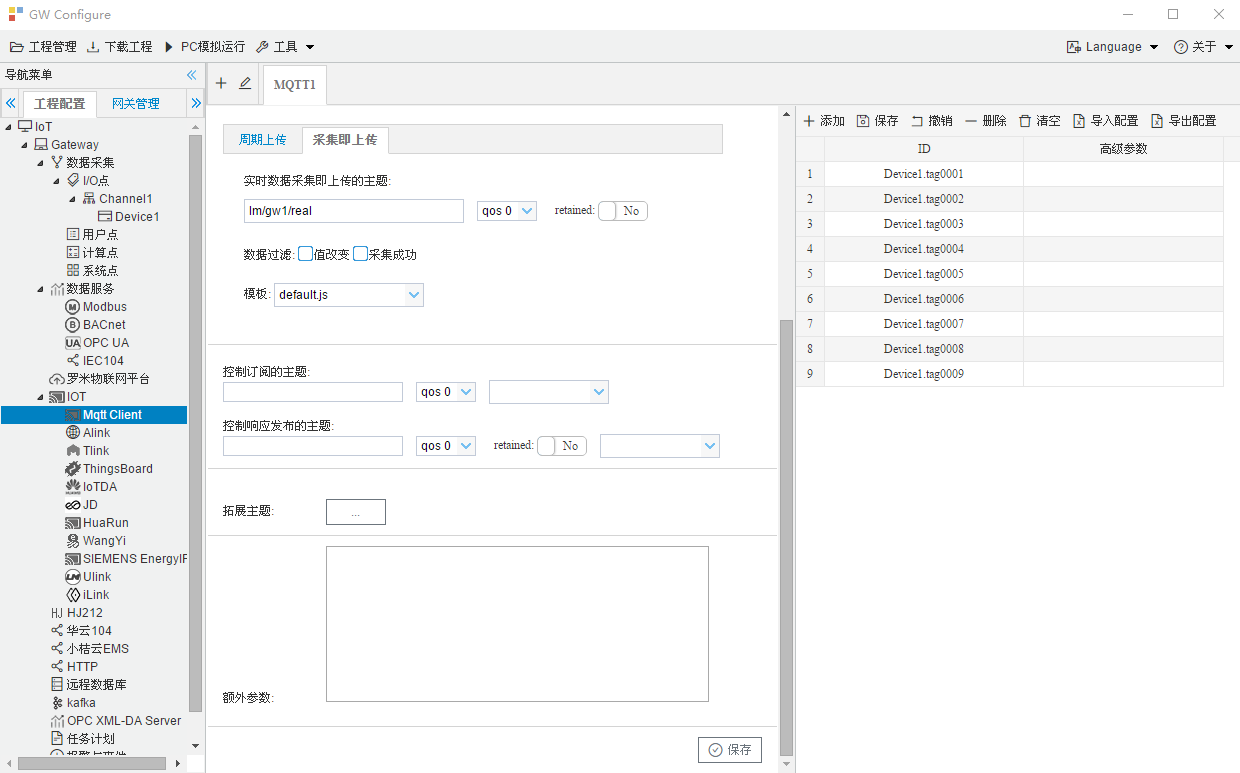 GW Configure
工程管理 下载工程 PC模拟运行 工具 Language 关于
导航菜单
工程配置 网关管理
IoT
Gateway
数据采集
I/O点
Channel1
Device1
用户点
计算点
系统点
数据服务
Modbus
BACnet
OPC UA
IEC104
罗米物联网平台
IOT
Mqtt Client
Alink
Tlink
ThingsBoard
IoTDA
JD
HuaRun
WangYi
SIEMENS EnergyIF
Ulink
iLink
HJ212
华云104
小桔云EMS
HTTP
远程数据库
kafka
OPC XML-DA Server
任务计划
MQTT1
周期上传 采集即上传
实时数据采集即上传的主题:
lm/gw1/real qos 0 retained: No
数据过滤: 值改变 采集成功
模板: default.js
控制订阅的主题:
qos 0
控制响应发布的主题:
qos 0 retained: No
拓展主题: ...
额外参数:
保存
添加 保存 撤销 删除 清空 导入配置 导出配置
ID 高级参数
1 Device1.tag0001
2 Device1.tag0002
3 Device1.tag0003
4 Device1.tag0004
5 Device1.tag0005
6 Device1.tag0006
7 Device1.tag0007
8 Device1.tag0008
9 Device1.tag0009